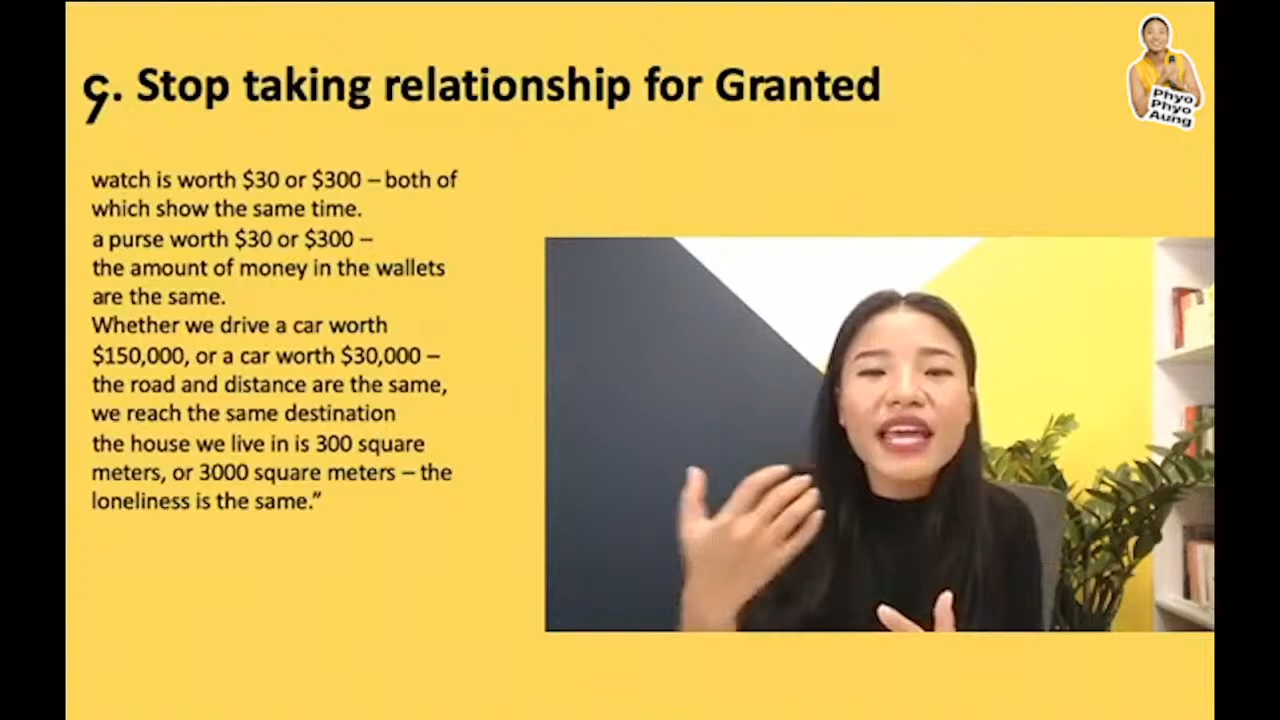 ၄. Stop taking relationship for Granted
watch is worth $30 or $300 – both of
which show the same time.
a purse worth $30 or $300 –
the amount of money in the wallets
are the same.
Whether we drive a car worth
$150,000, or a car worth $30,000 –
the road and distance are the same,
we reach the same destination
the house we live in is 300 square
meters, or 3000 square meters – the
loneliness is the same.”
Phyo
Phyo
Aung